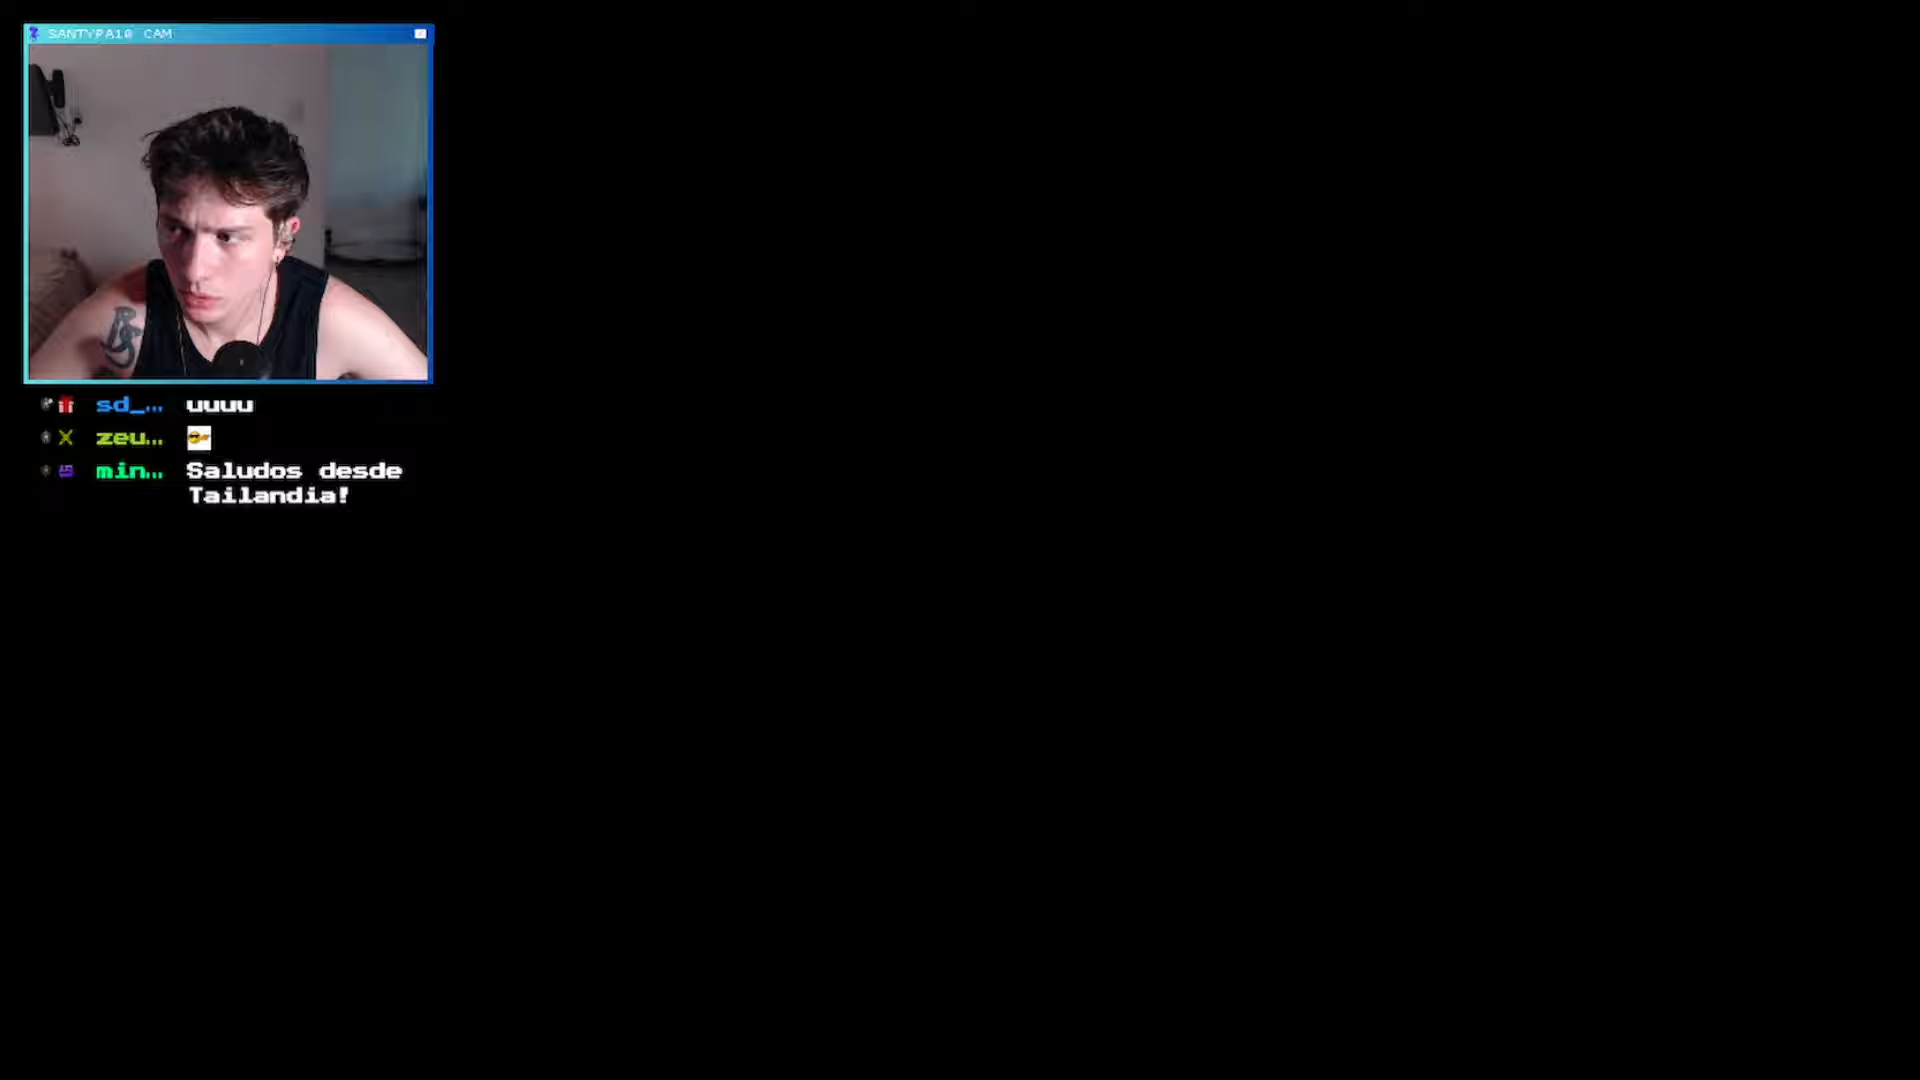 SANTYPA10 CAM
sd_... uuuu
zeu...
min... Saludos desde
Tailandia!